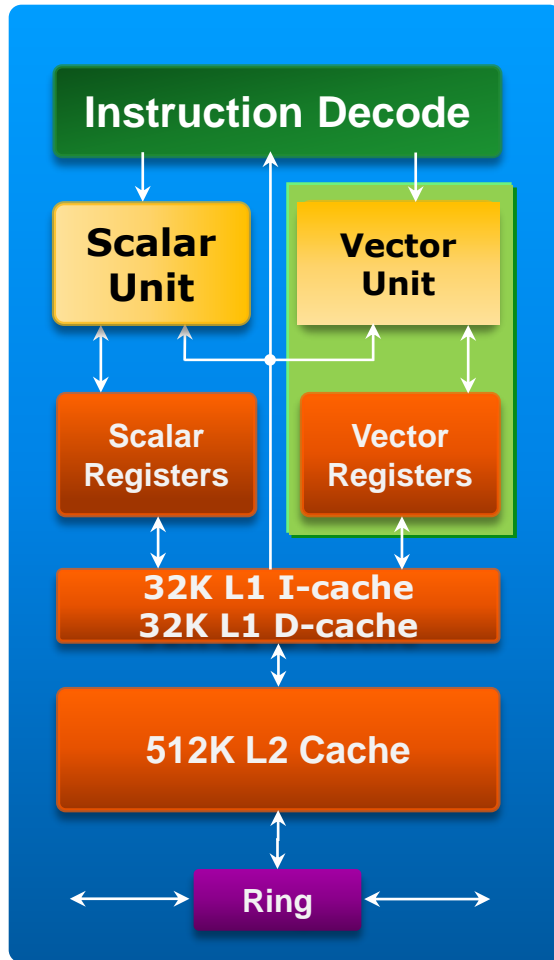 Instruction Decode
Scalar
Unit
Vector
Unit
Scalar
Registers
Vector
Registers
32K L1 I-cache
32K L1 D-cache
512K L2 Cache
Ring